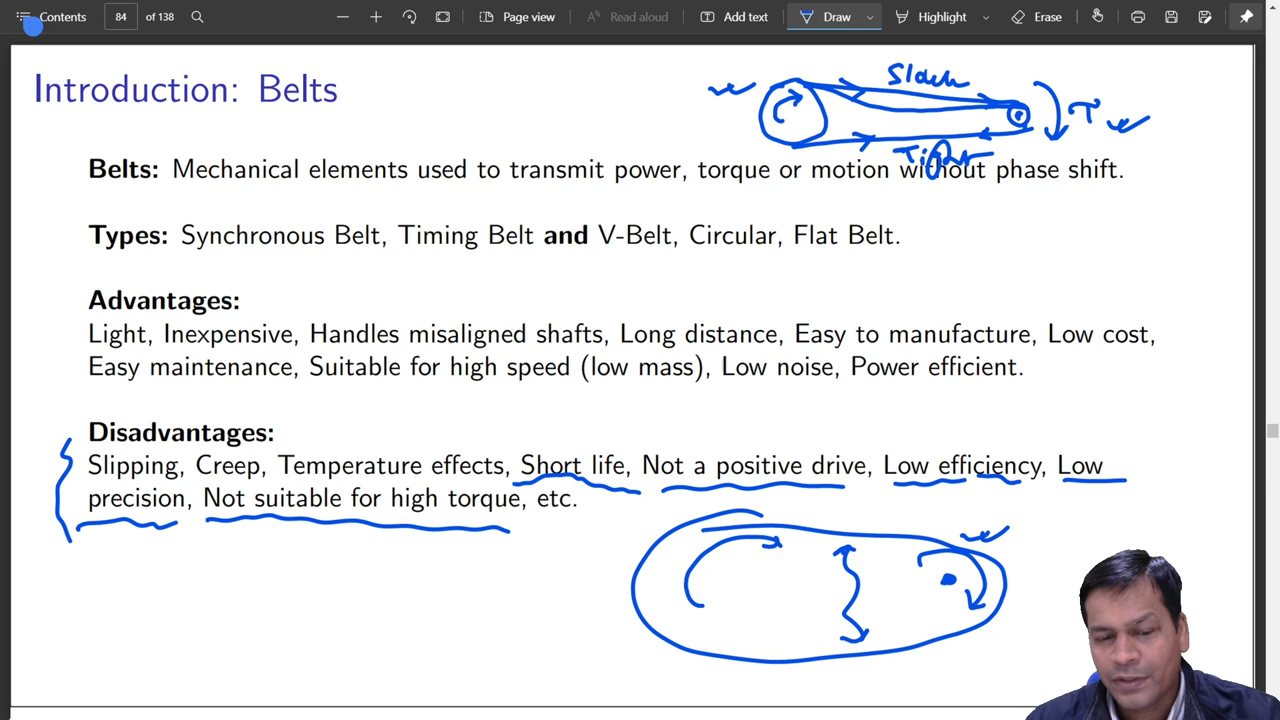 Contents 84 of 138 Page view Read aloud Add text Draw Highlight Erase
Introduction: Belts
Slack
T
Tight
Belts: Mechanical elements used to transmit power, torque or motion without phase shift.
Types: Synchronous Belt, Timing Belt and V-Belt, Circular, Flat Belt.
Advantages:
Light, Inexpensive, Handles misaligned shafts, Long distance, Easy to manufacture, Low cost,
Easy maintenance, Suitable for high speed (low mass), Low noise, Power efficient.
Disadvantages:
Slipping, Creep, Temperature effects, Short life, Not a positive drive, Low efficiency, Low
precision, Not suitable for high torque, etc.